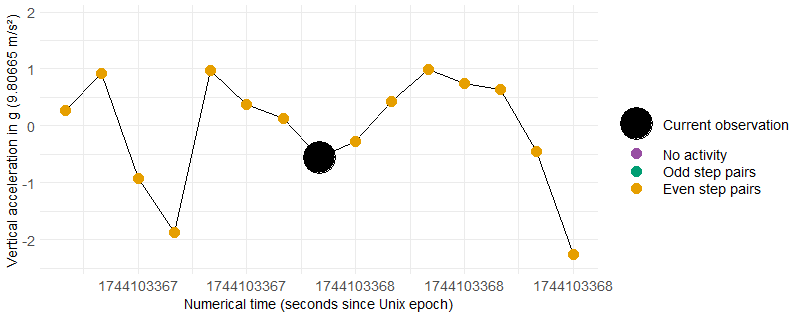 Vertical acceleration in g (9.80665 m/s²)
2
1
0
-1
-2
1744103367 1744103367 1744103368 1744103368 1744103368
Numerical time (seconds since Unix epoch)
Current observation
No activity
Odd step pairs
Even step pairs